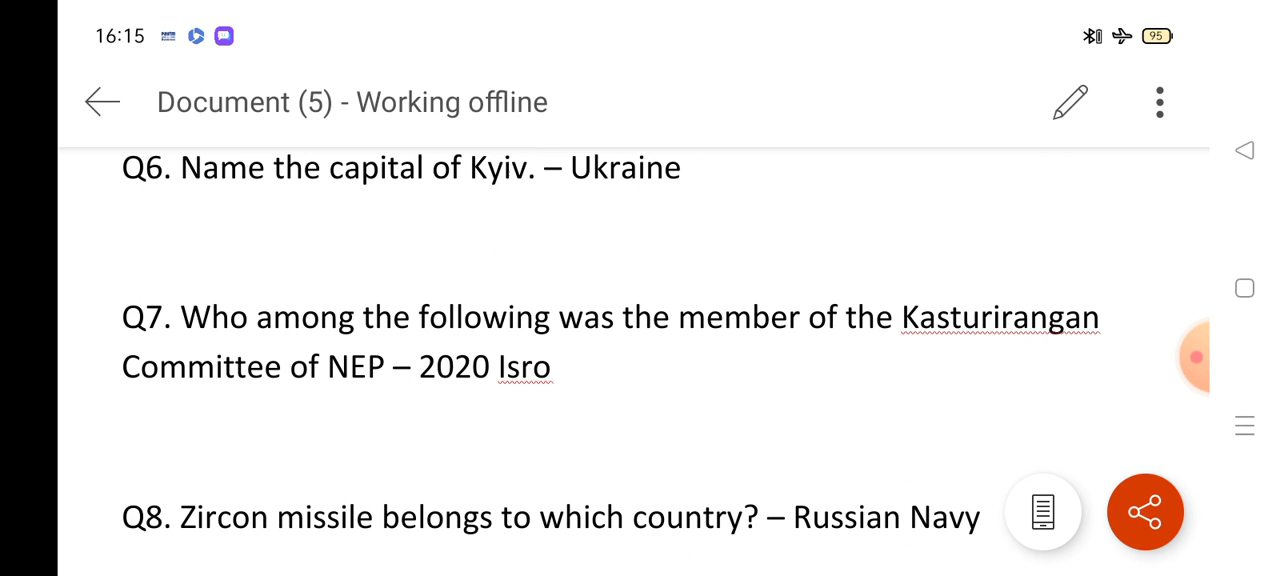 16:15
95
Document (5) - Working offline
Q6. Name the capital of Kyiv. – Ukraine
Q7. Who among the following was the member of the Kasturirangan
Committee of NEP – 2020 Isro
Q8. Zircon missile belongs to which country? – Russian Navy